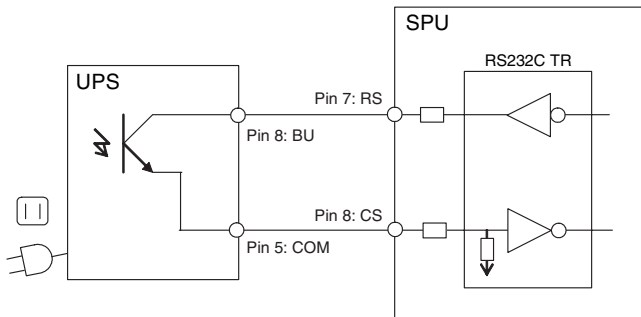 SPU
RS232C TR
UPS
Pin 7: RS
Pin 8: BU
Pin 8: CS
Pin 5: COM